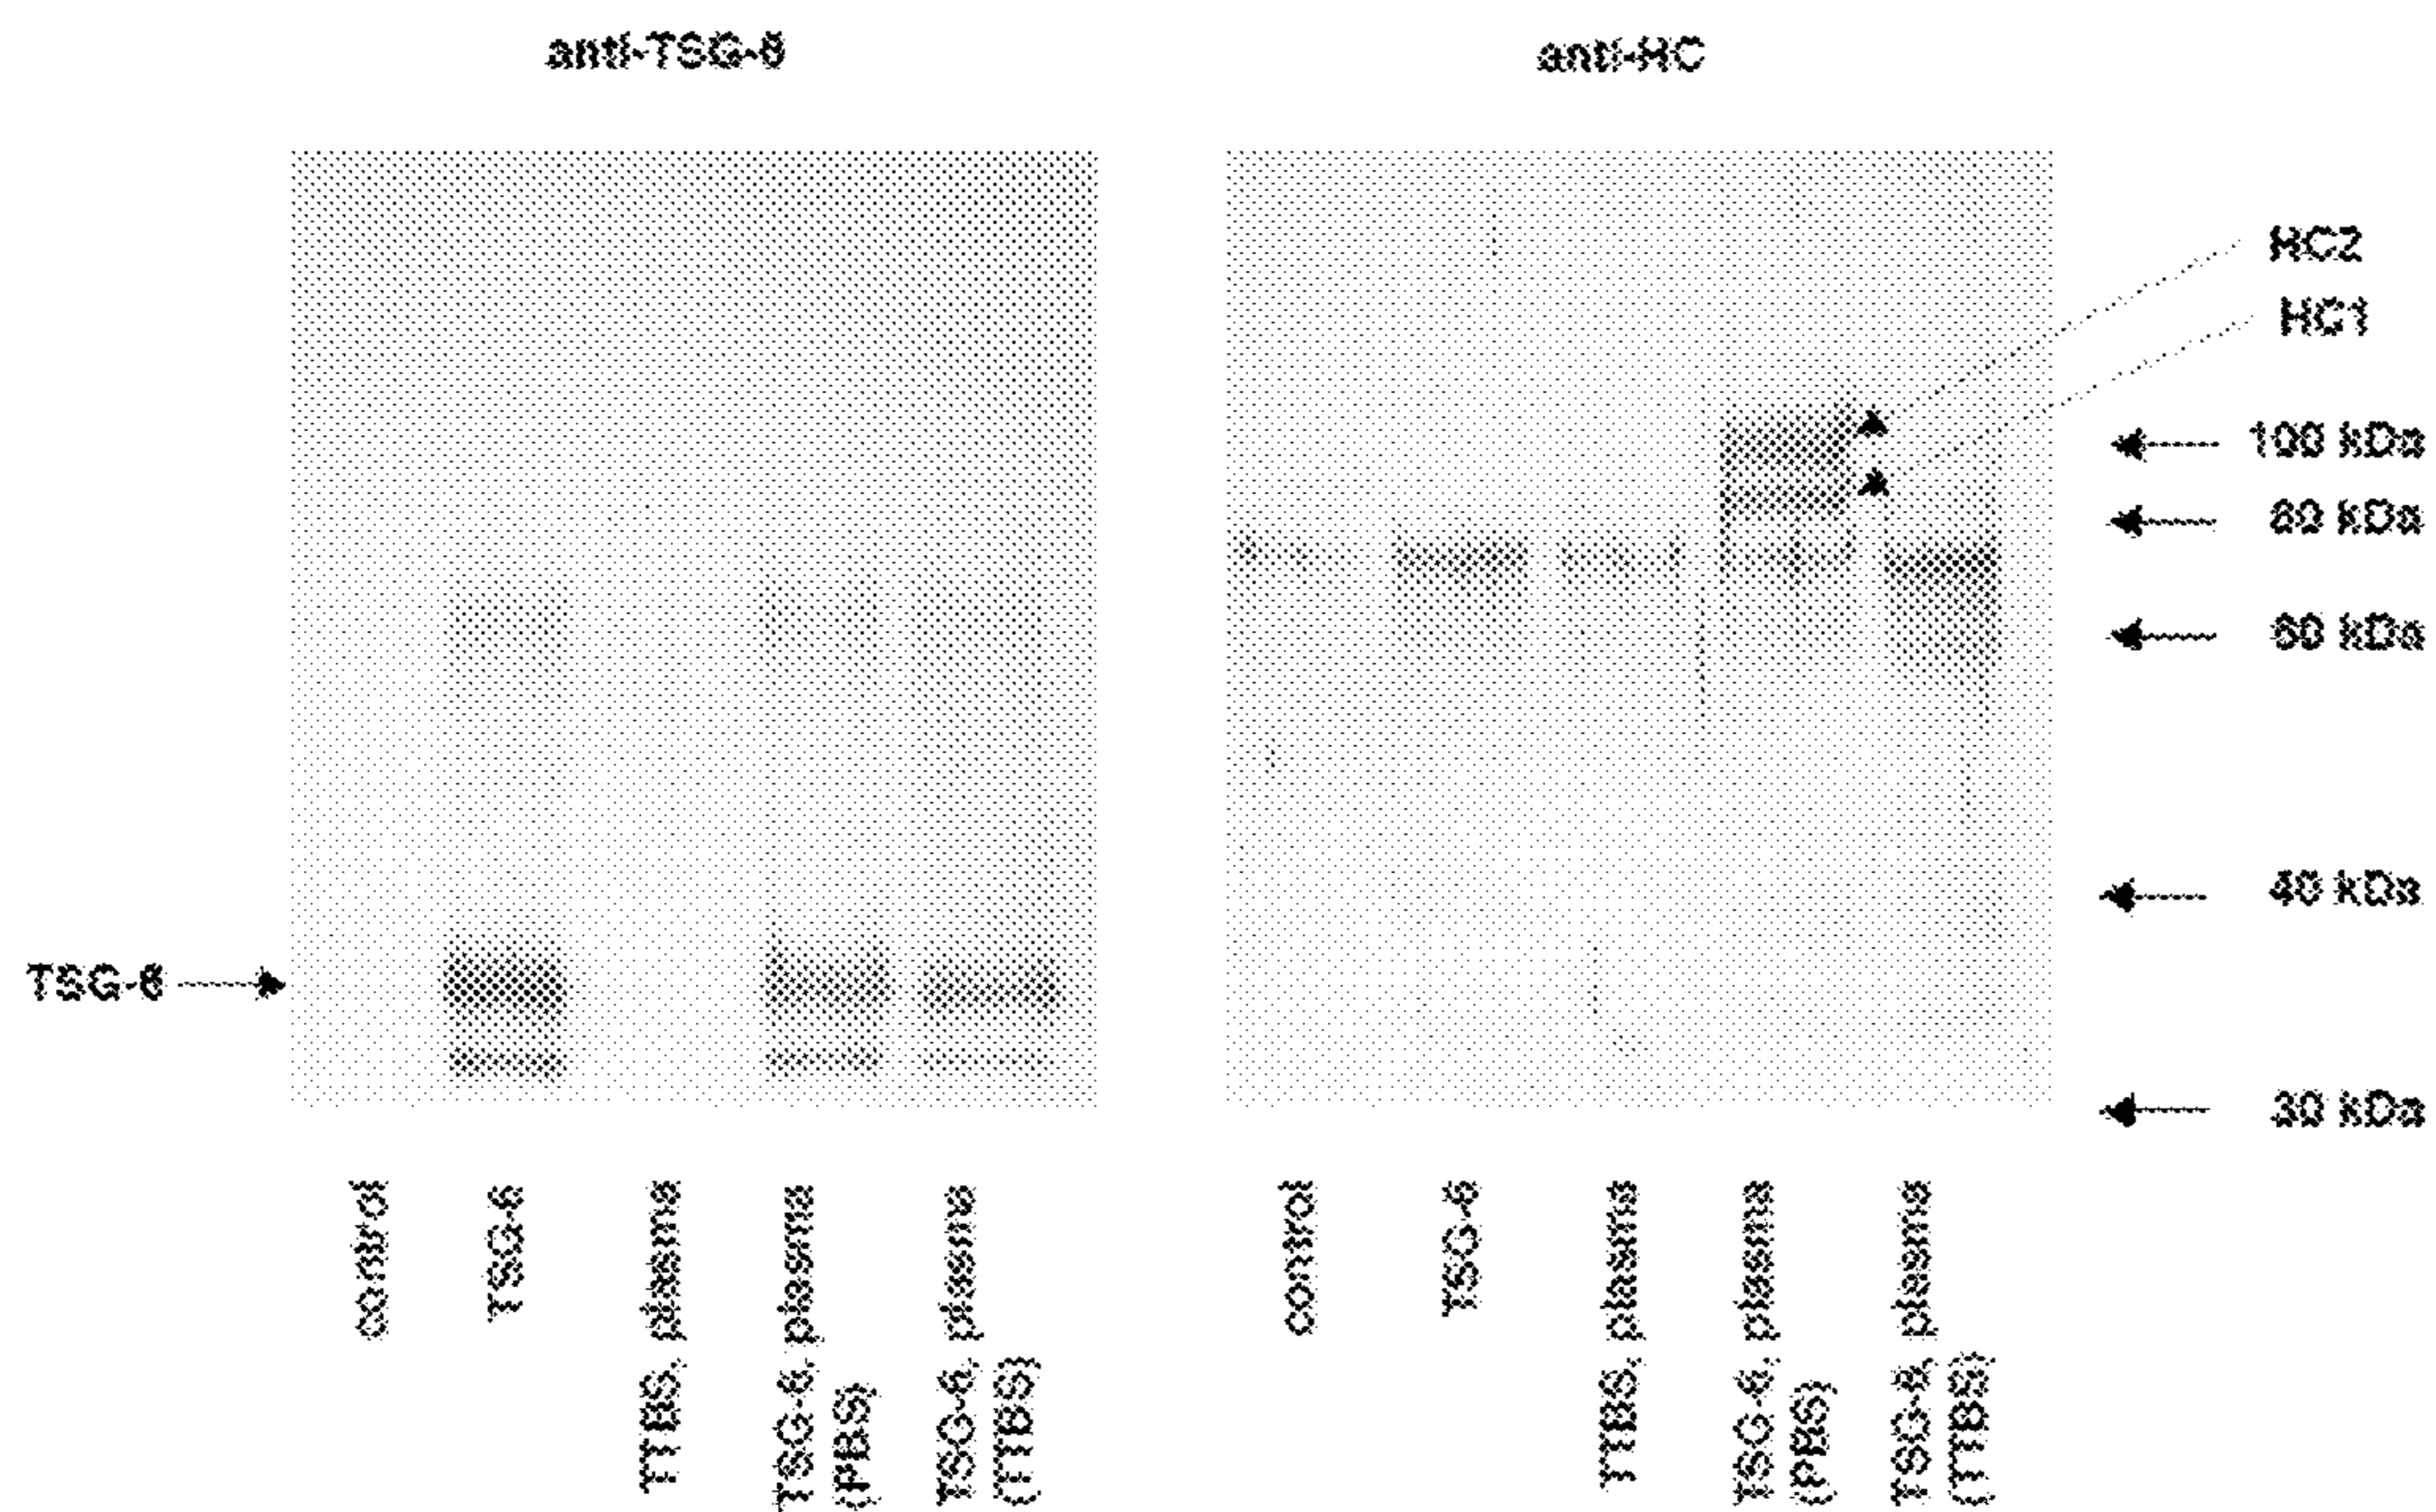 anti-TSG-6
anti-HC
HC2
HC1
100 kDa
80 kDa
60 kDa
40 kDa
30 kDa
TSG-6
control
TSG-6
TTBS, plasma
TSG-6, plasma
(PBS)
TSG-6, plasma
(TTBS)
control
TSG-6
TTBS, plasma
TSG-6, plasma
(PBS)
TSG-6, plasma
(TTBS)